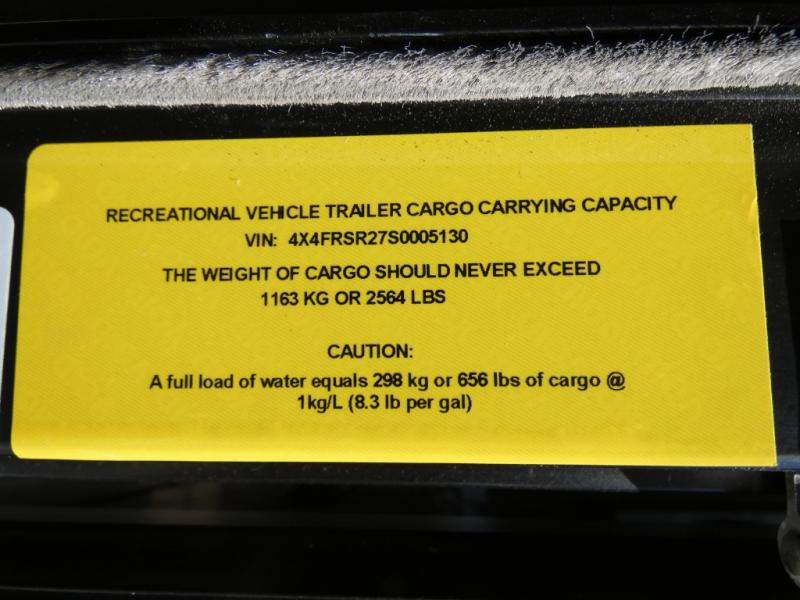 RECREATIONAL VEHICLE TRAILER CARGO CARRYING CAPACITY
VIN: 4X4FRSR27S0005130
THE WEIGHT OF CARGO SHOULD NEVER EXCEED
1163 KG OR 2564 LBS
CAUTION:
A full load of water equals 298 kg or 656 lbs of cargo @
1kg/L (8.3 lb per gal)